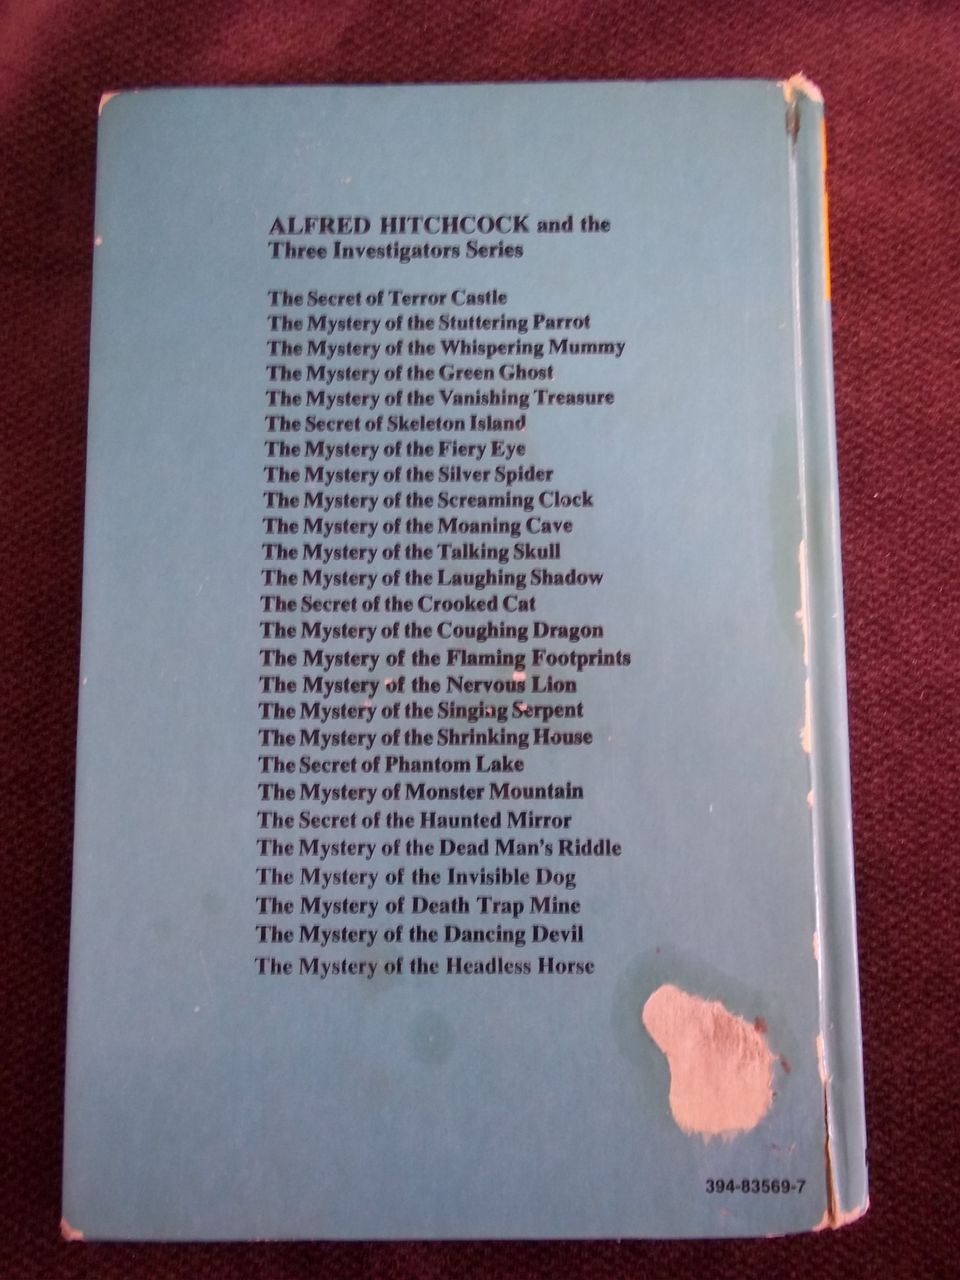 ALFRED HITCHCOCK and the
Three Investigators Series
The Secret of Terror Castle
The Mystery of the Stuttering Parrot
The Mystery of the Whispering Mummy
The Mystery of the Green Ghost
The Mystery of the Vanishing Treasure
The Secret of Skeleton Island
The Mystery of the Fiery Eye
The Mystery of the Silver Spider
The Mystery of the Screaming Clock
The Mystery of the Moaning Cave
The Mystery of the Talking Skull
The Mystery of the Laughing Shadow
The Secret of the Crooked Cat
The Mystery of the Coughing Dragon
The Mystery of the Flaming Footprints
The Mystery of the Nervous Lion
The Mystery of the Singing Serpent
The Mystery of the Shrinking House
The Secret of Phantom Lake
The Mystery of Monster Mountain
The Secret of the Haunted Mirror
The Mystery of the Dead Man's Riddle
The Mystery of the Invisible Dog
The Mystery of Death Trap Mine
The Mystery of the Dancing Devil
The Mystery of the Headless Horse
394-83569-7